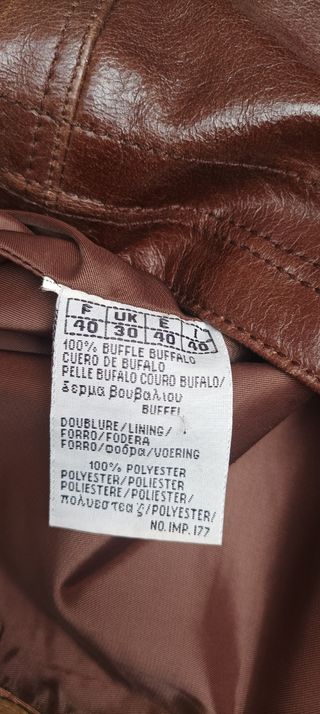 F UK E I
40 30 40 40
100% BUFFLE BUFFALO
CUERO DE BUFALO
PELLE BUFALO COURO BUFALO/
δερμα βουβαλιου
BUFFEL
DOUBLURE/LINING/
FORRO/FODERA
FORRO/φοδρα/VOERING
100% POLYESTER
POLYESTER/POLIESTER
POLIESTERE/POLIESTER/
πολυεστερας/POLYESTER/
NO.IMP.177